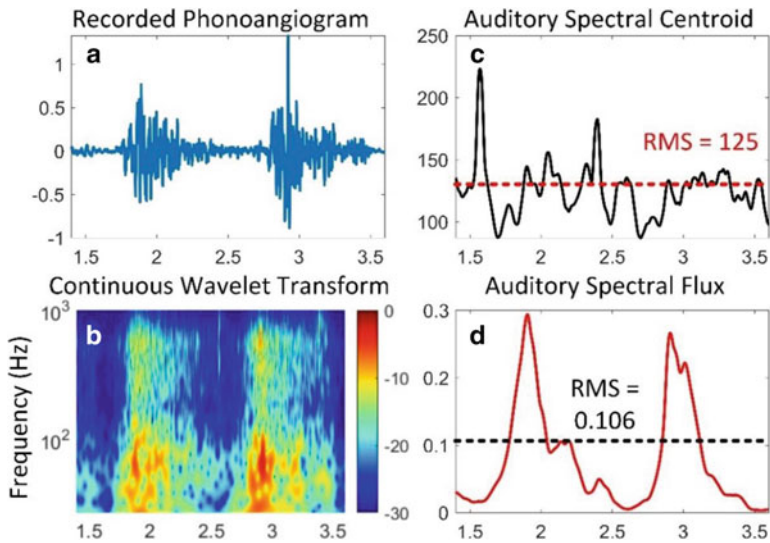 Recorded Phonoangiogram
a
1
0.5
0
-0.5
-1
1.5 2 2.5 3 3.5
Auditory Spectral Centroid
c
250
200
150
100
RMS = 125
1.5 2 2.5 3 3.5
Continuous Wavelet Transform
b
Frequency (Hz)
10³
10²
0
-10
-20
-30
1.5 2 2.5 3 3.5
Auditory Spectral Flux
d
0.3
0.2
0.1
0
RMS =
0.106
1.5 2 2.5 3 3.5